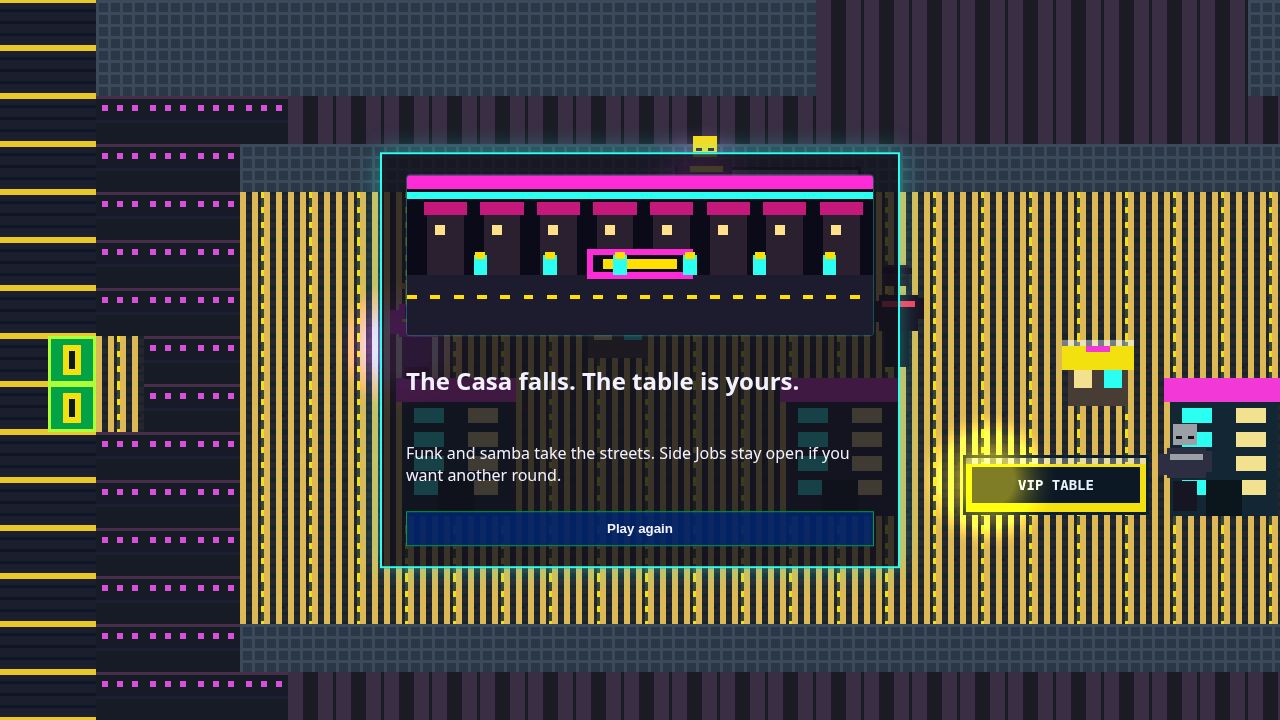 The Casa falls. The table is yours.
Funk and samba take the streets. Side Jobs stay open if you
want another round.
VIP TABLE
Play again